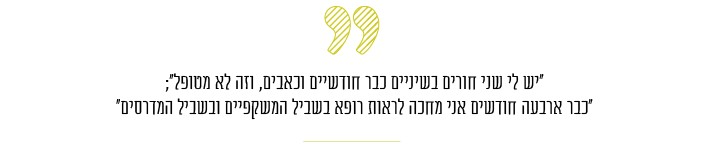 "יש לי שני חורים בשיניים כבר חודשיים וכאבים, וזה לא מטופל";
"כבר ארבעה חודשים אני מחכה לראות רופא בשביל המשקפיים ובשביל המדרסים"